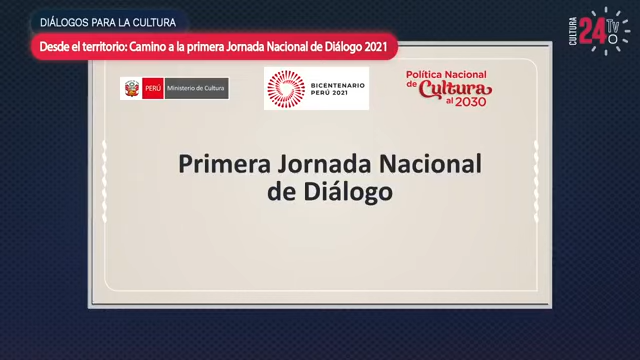 DIÁLOGOS PARA LA CULTURA
Desde el territorio: Camino a la primera Jornada Nacional de Diálogo 2021
CULTURA
24
TV
PERÚ
Ministerio de Cultura
BICENTENARIO
PERÚ 2021
Política Nacional
de Cultura
al 2030
Primera Jornada Nacional
de Diálogo